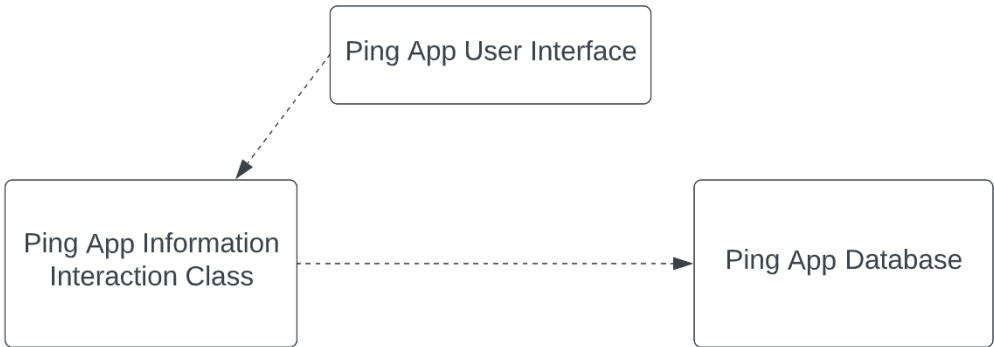 Ping App User Interface
Ping App Information
Interaction Class
Ping App Database